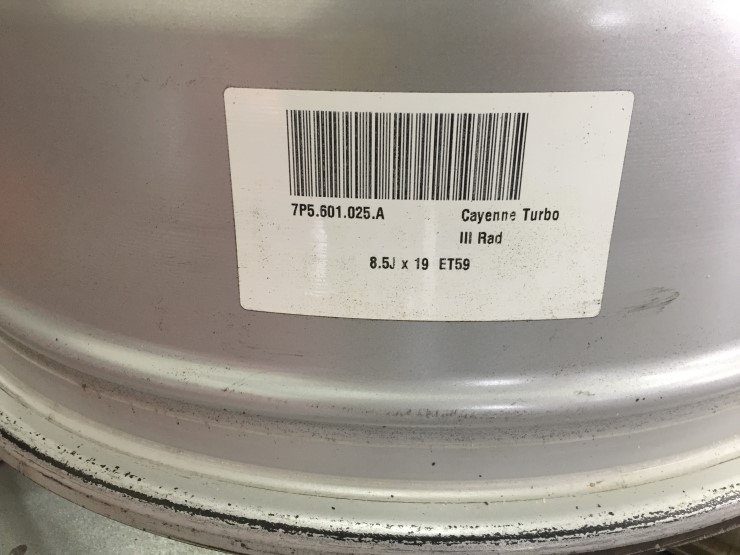 7P5.601.025.A Cayenne Turbo
III Rad
8.5J x 19 ET59